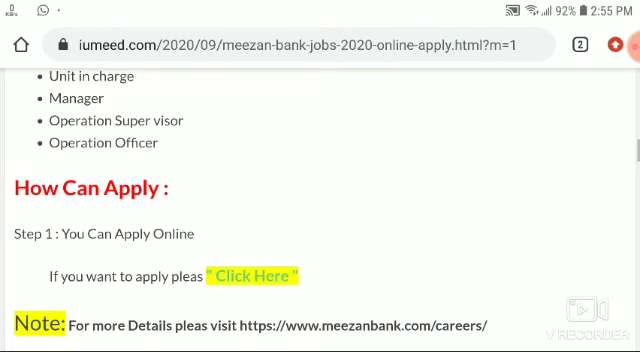 0
KB/s
92% 2:55 PM
iumeed.com/2020/09/meezan-bank-jobs-2020-online-apply.html?m=1
2
Unit in charge
Manager
Operation Super visor
Operation Officer
How Can Apply :
Step 1 : You Can Apply Online
If you want to apply pleas " Click Here "
Note: For more Details pleas visit https://www.meezanbank.com/careers/
V RECORDER